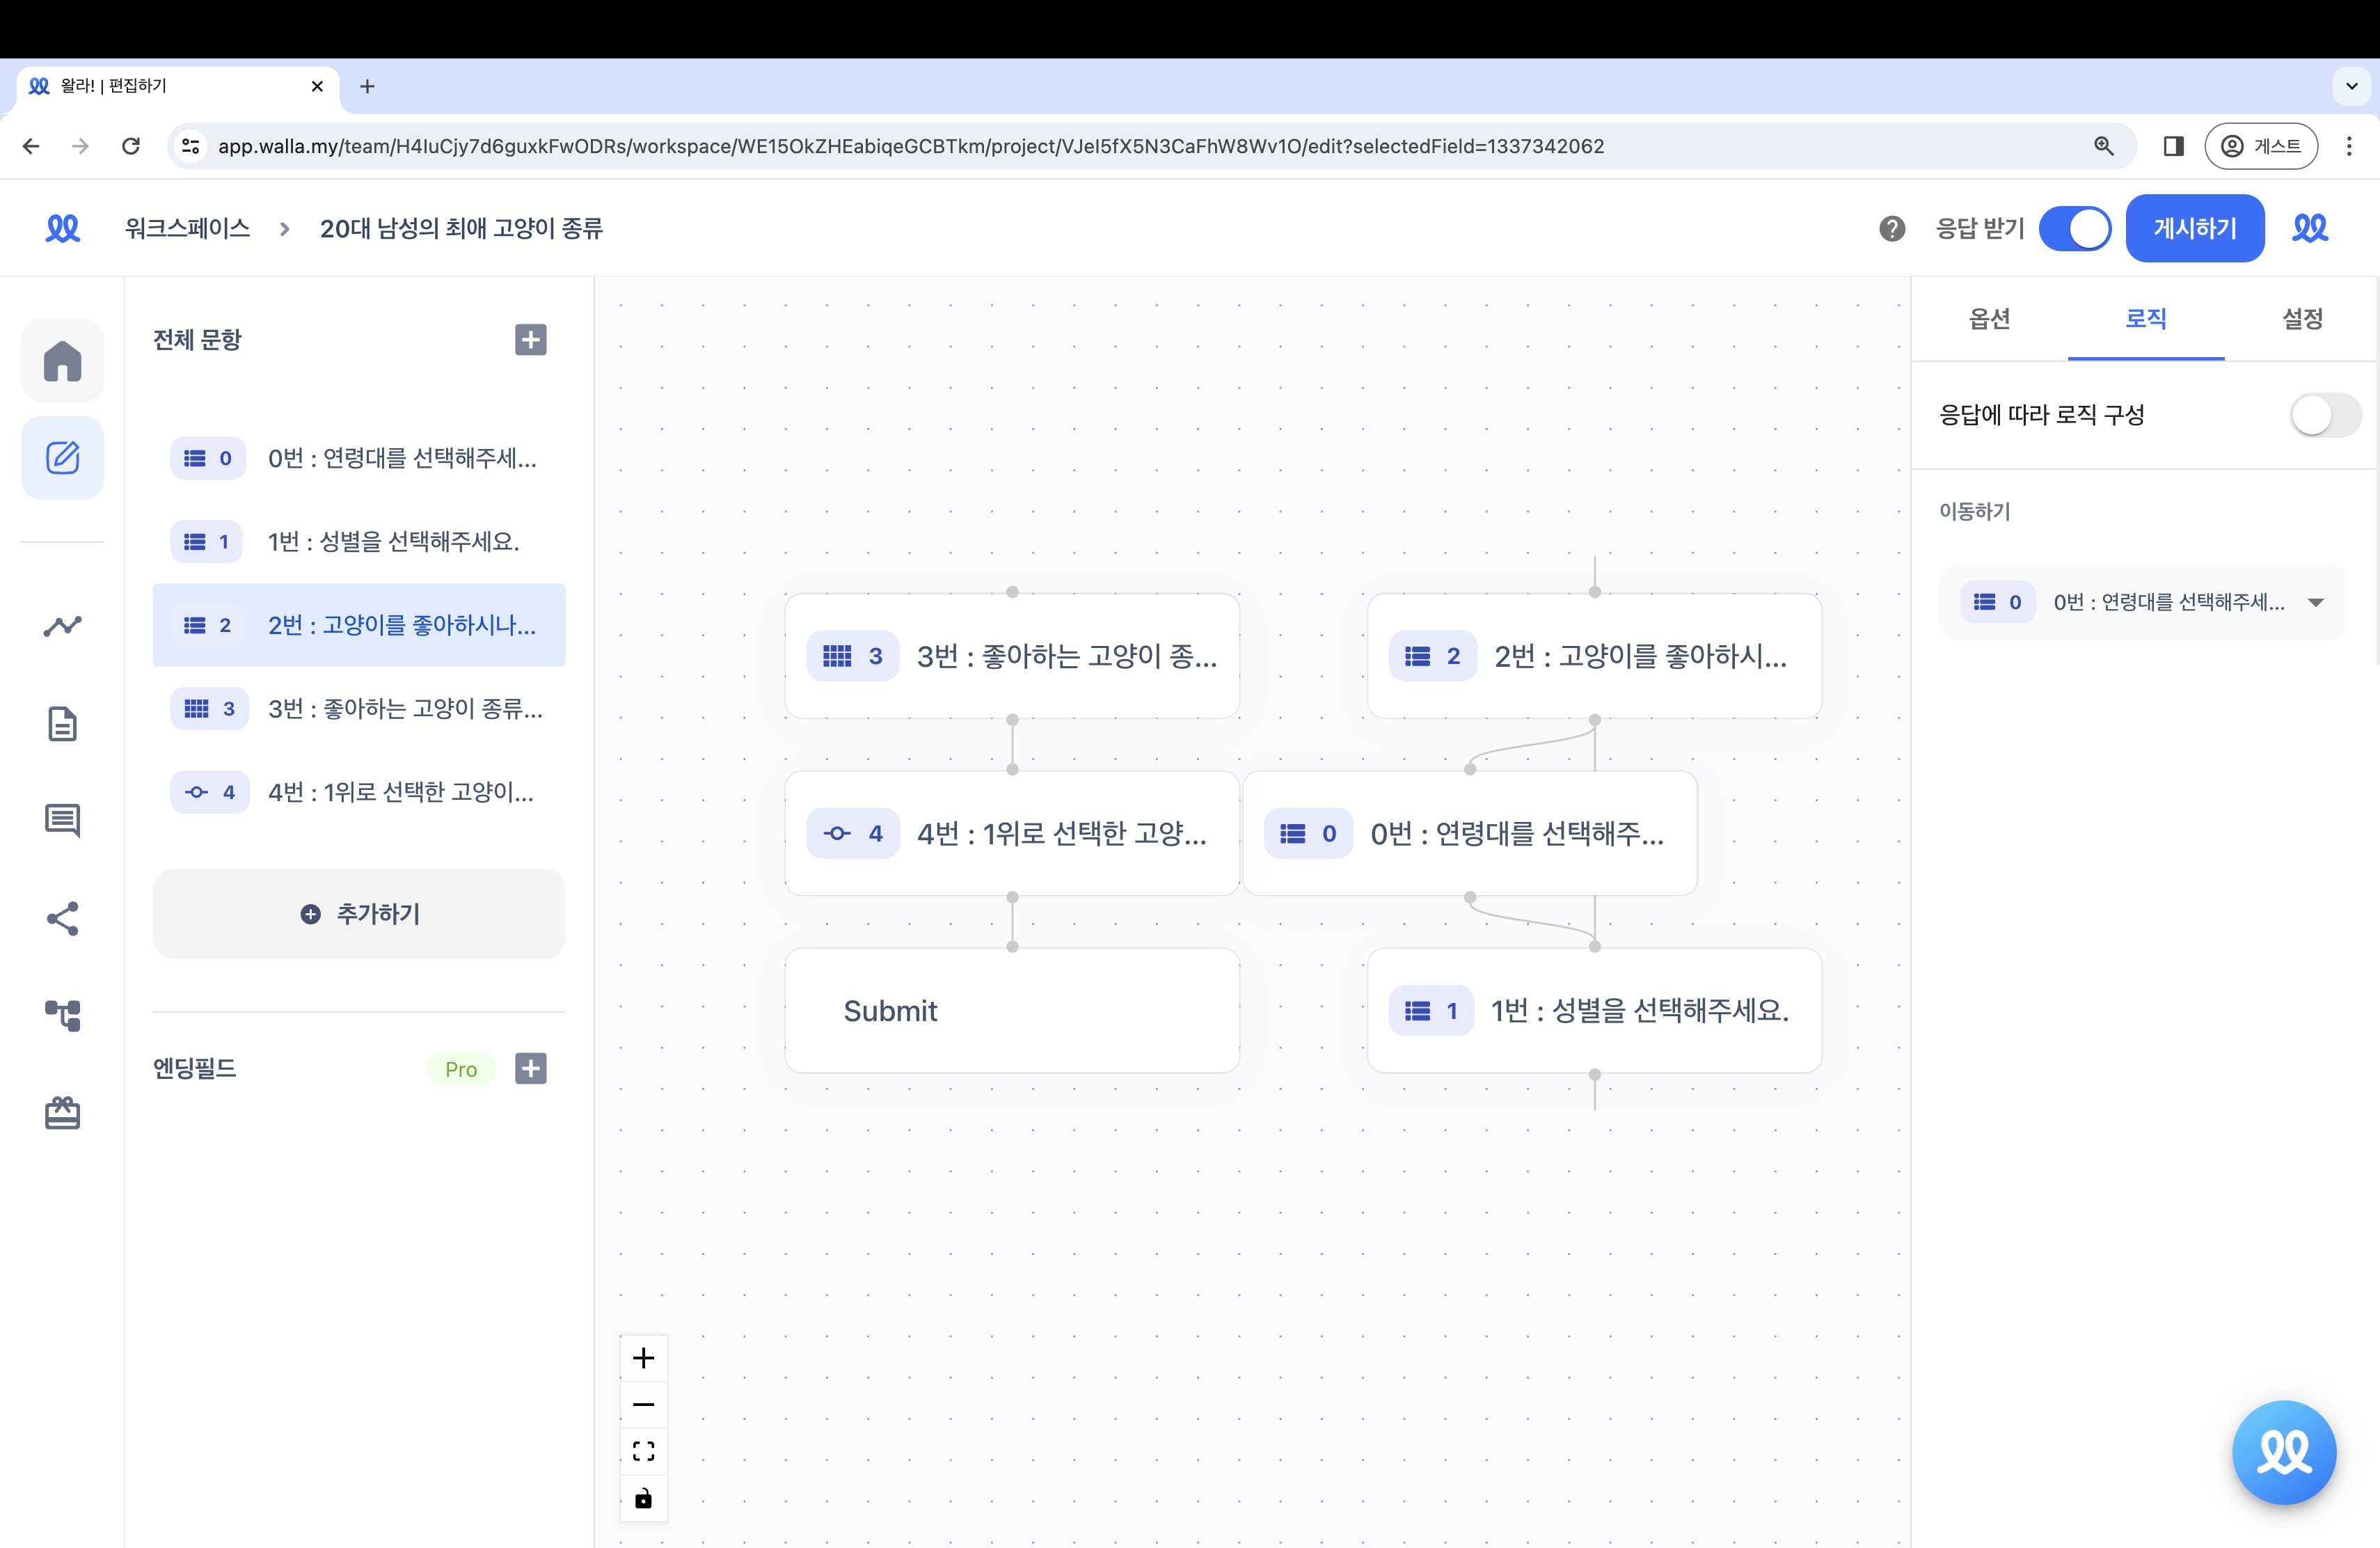 왈라! | 편집하기
app.walla.my/team/H4IuCjy7d6guxkFwODRs/workspace/WE15OkZHEabiqeGCBTkm/project/VJeI5fX5N3CaFhW8Wv1O/edit?selectedField=1337342062
게스트
워크스페이스 > 20대 남성의 최애 고양이 종류
응답 받기
게시하기
전체 문항
0 0번 : 연령대를 선택해주세...
1 1번 : 성별을 선택해주세요.
2 2번 : 고양이를 좋아하시나...
3 3번 : 좋아하는 고양이 종류...
4 4번 : 1위로 선택한 고양이...
추가하기
엔딩필드 Pro
3 3번 : 좋아하는 고양이 종...
2 2번 : 고양이를 좋아하시...
4 4번 : 1위로 선택한 고양...
0 0번 : 연령대를 선택해주...
Submit
1 1번 : 성별을 선택해주세요.
옵션 로직 설정
응답에 따라 로직 구성
이동하기
0 0번 : 연령대를 선택해주세...